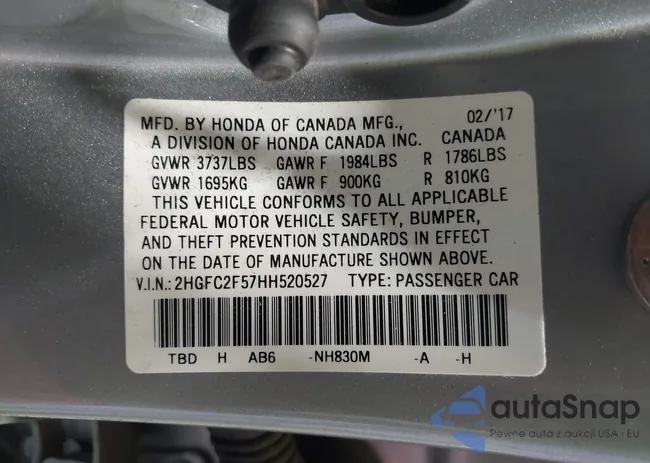 MFD. BY HONDA OF CANADA MFG., 02/'17
A DIVISION OF HONDA CANADA INC. CANADA
GVWR 3737LBS GAWR F 1984LBS R 1786LBS
GVWR 1695KG GAWR F 900KG R 810KG
THIS VEHICLE CONFORMS TO ALL APPLICABLE
FEDERAL MOTOR VEHICLE SAFETY, BUMPER,
AND THEFT PREVENTION STANDARDS IN EFFECT
ON THE DATE OF MANUFACTURE SHOWN ABOVE.
V.I.N.: 2HGFC2F57HH520527 TYPE: PASSENGER CAR
TBD H AB6 -NH830M -A -H
autaSnap
Pewne auta z aukcji USA i EU